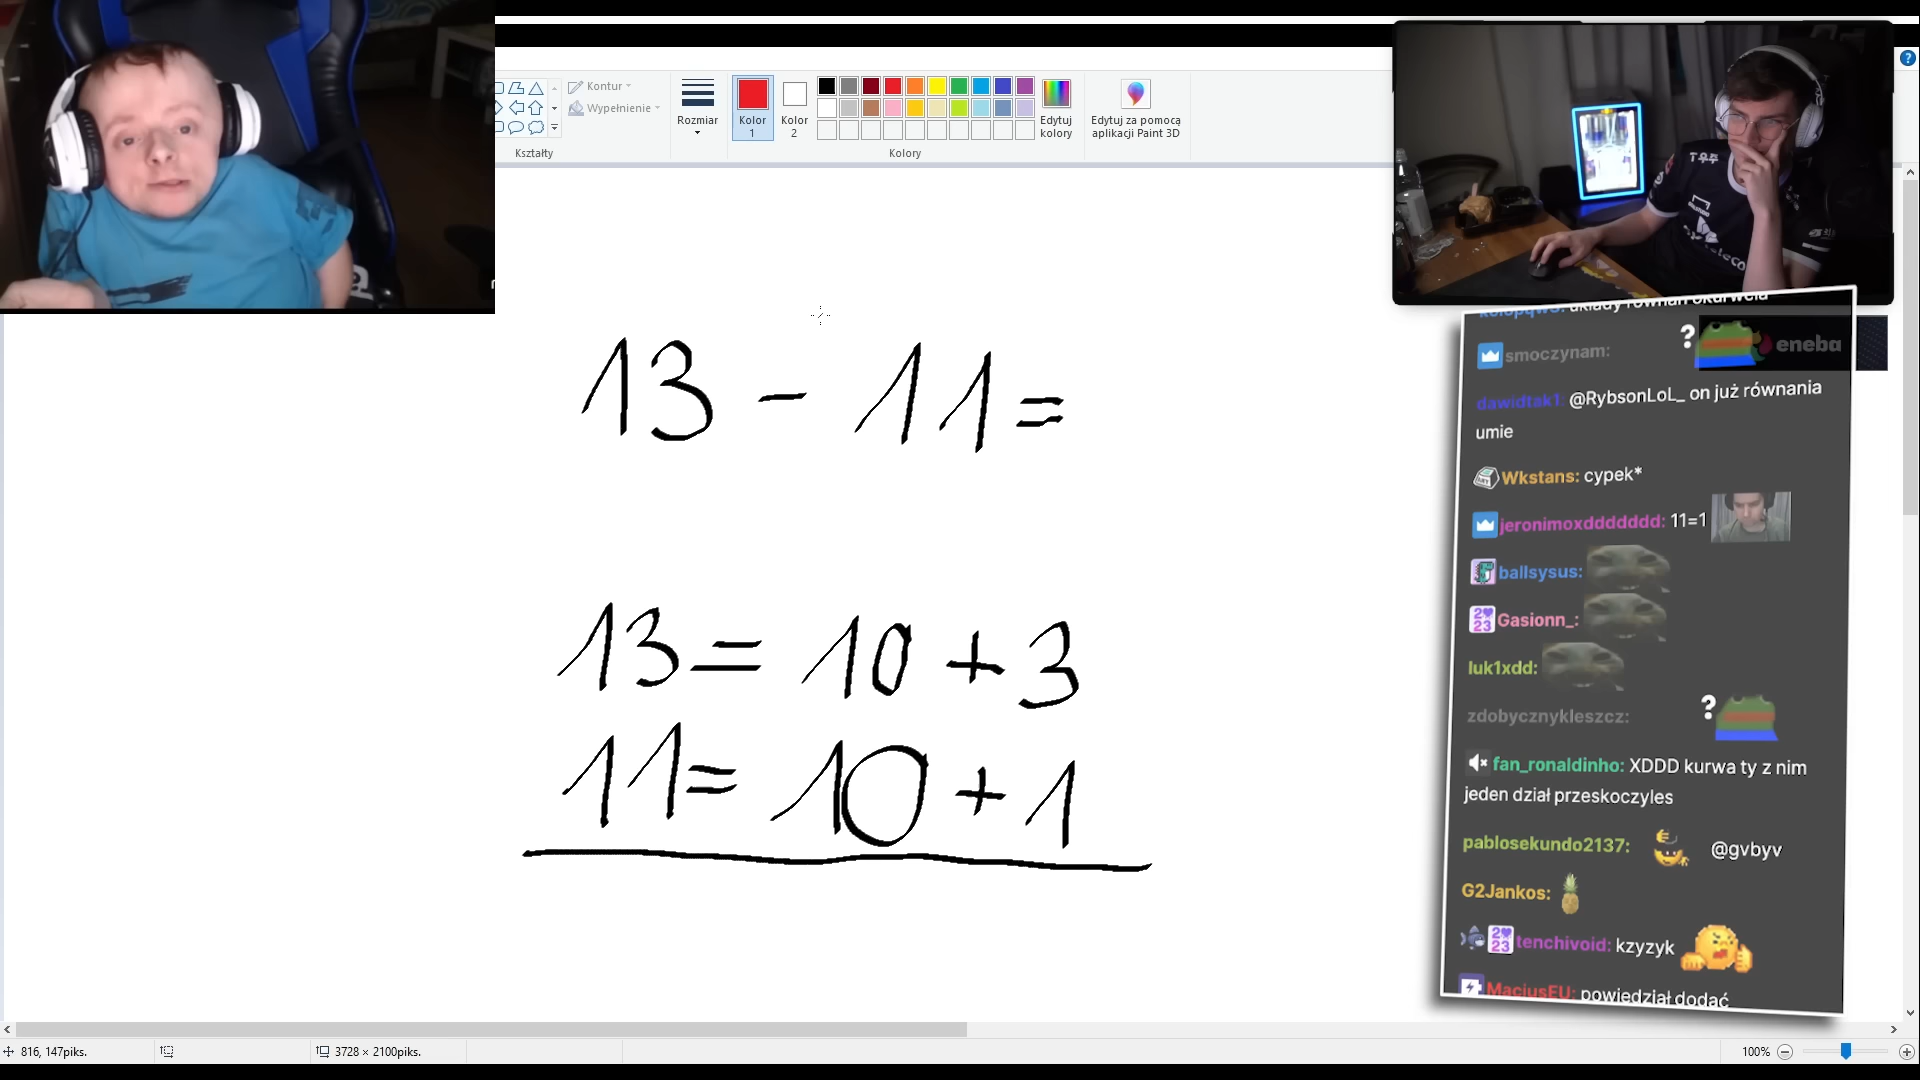 Kontur
Wypełnienie
Kształty
Rozmiar
Kolor 1
Kolor 2
Edytuj kolory
Kolory
Edytuj za pomocą aplikacji Paint 3D
13 - 11 =
13 = 10 + 3
11 = 10 + 1
eneba
smoczynam:
dawidtak1: @RybsonLoL_ on już równania
umie
Wkstans: cypek*
jeronimoxddddddd: 11=1
ballsysus:
Gasionn_:
luk1xdd:
zdobycznykleszcz:
fan_ronaldinho: XDDD kurwa ty z nim
jeden dział przeskoczyles
pablosekundo2137: @gvbyv
G2Jankos:
tenchivoid: kzyzyk
MaciusEU: powiedział dodać
816, 147piks.
3728 × 2100piks.
100%